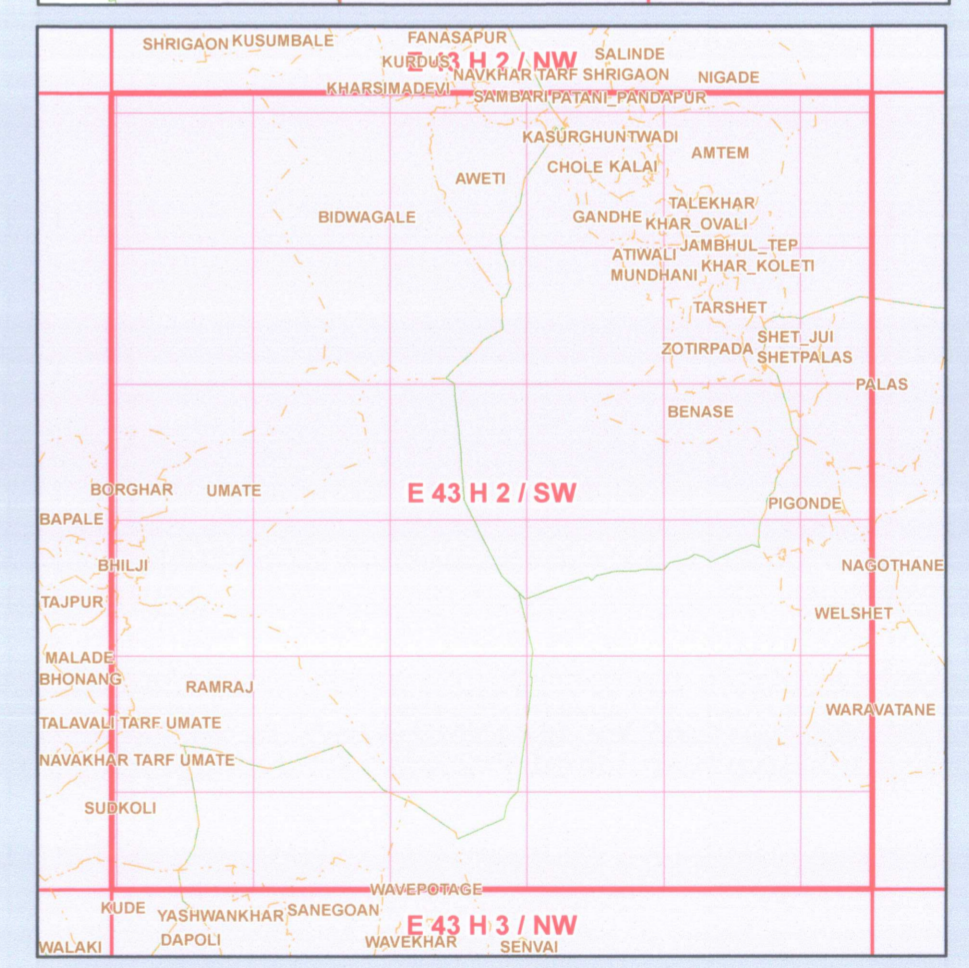 FANASAPUR
SHRIGAON KUSUMBALE
SALINDE
KURDUS
E 43 H 2 / NW
NAVKHAR TARF SHRIGAON
NIGADE
KHARSIMADEVI
SAMBARI PATANI_PANDAPUR
KASURGHUNTWADI
AMTEM
CHOLE KALAI
AWETI
TALEKHAR
BIDWAGALE
GANDHE
KHAR_OVALI
JAMBHUL_TEP
ATIWALI
KHAR_KOLETI
MUNDHANI
TARSHET
SHET_JUI
ZOTIRPADA
SHETPALAS
PALAS
BENASE
BORGHAR
UMATE
E 43 H 2 / SW
PIGONDE
BAPALE
BHILJI
NAGOTHANE
TAJPUR
WELSHET
MALADE
BHONANG
RAMRAJ
WARAVATANE
TALAVALI TARF UMATE
NAVAKHAR TARF UMATE
SUDKOLI
WAVEPOTAGE
KUDE
YASHWANKHAR
SANEGOAN
E 43 H 3 / NW
DAPOLI
WAVEKHAR
WALAKI
SENVAI